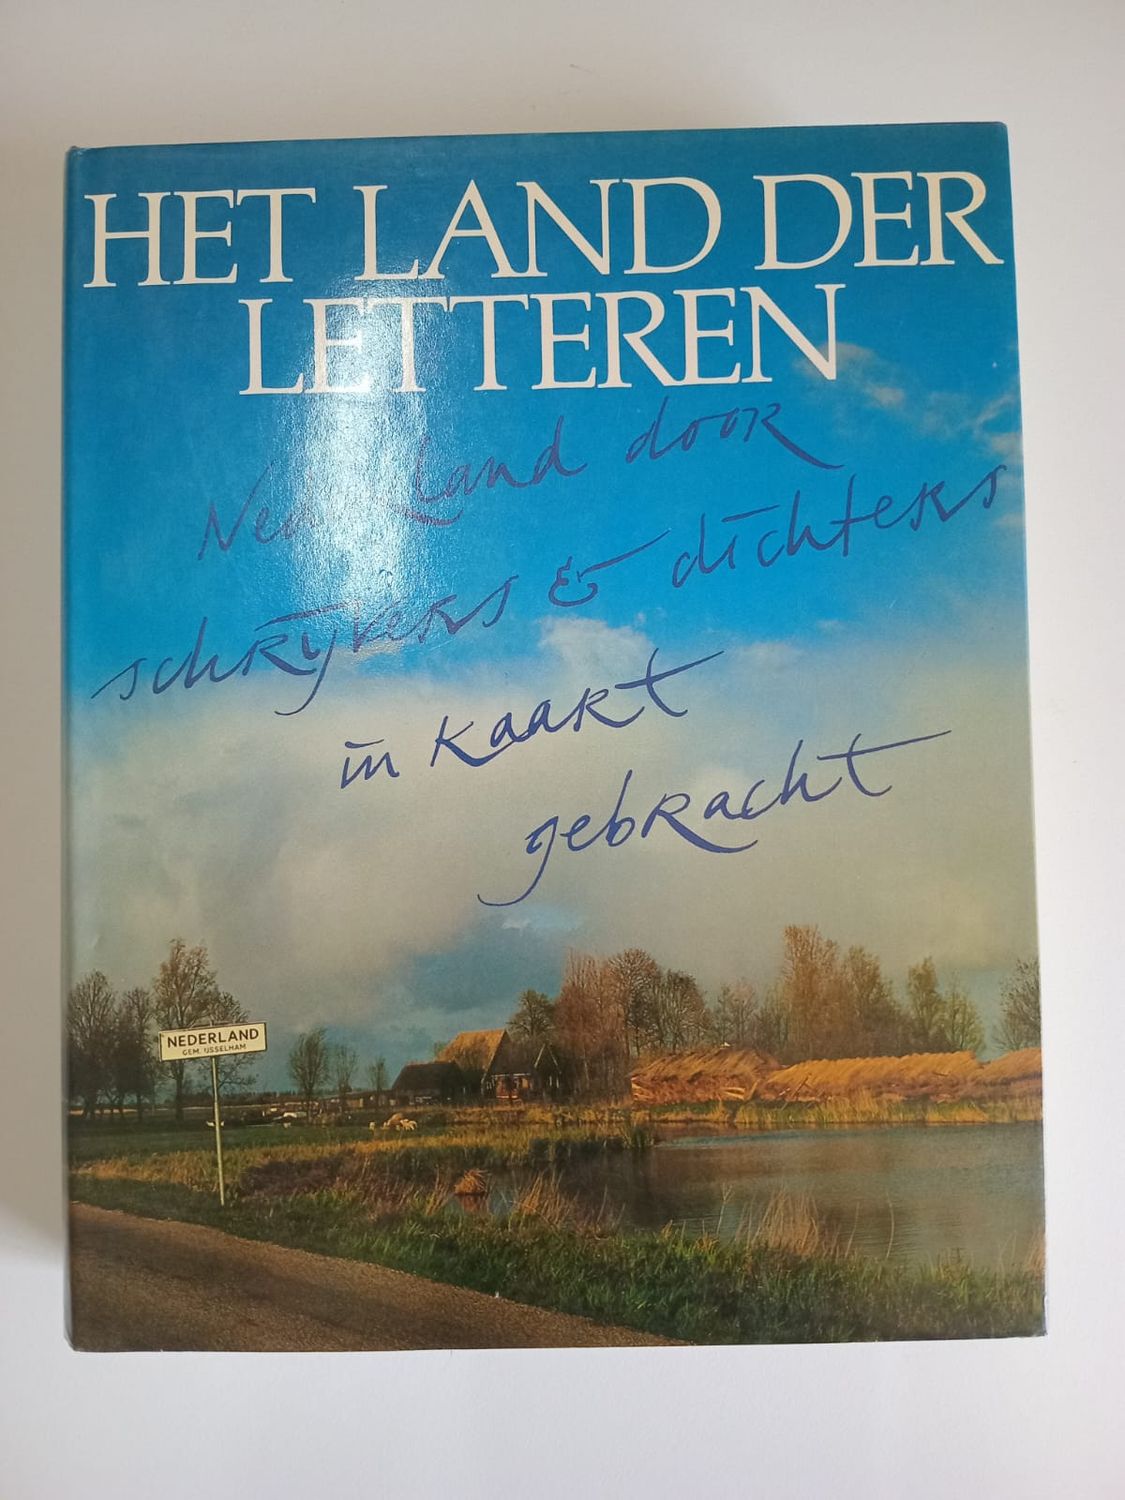 HET LAND DER
LETTEREN
Nederland door
schrijvers & dichters
in kaart
gebracht
NEDERLAND
GEM. IJSSELHAM